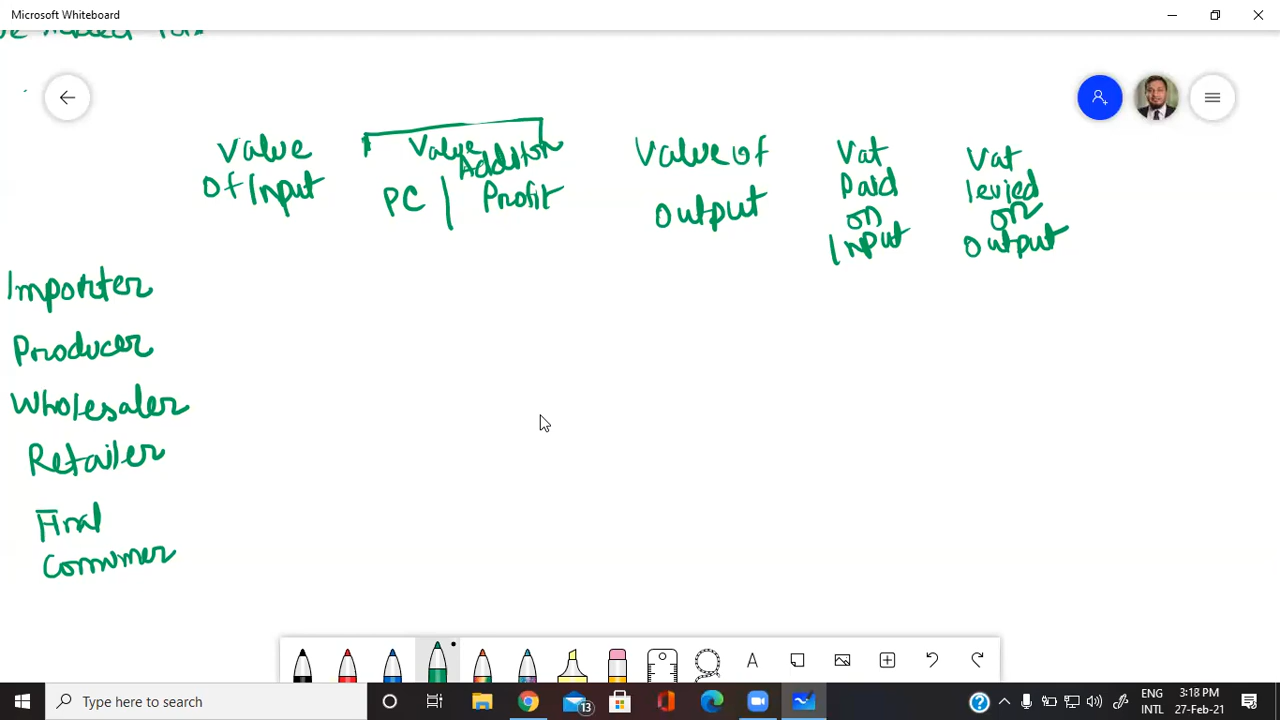 Microsoft Whiteboard
Value
Of Input
Value
Addition
PC | Profit
Value of
Output
Vat
Paid
on
Input
Vat
levied
on
Output
Importer
Producer
Wholesaler
Retailer
Final
Consumer
A
Type here to search
13
ENG
INTL
3:18 PM
27-Feb-21